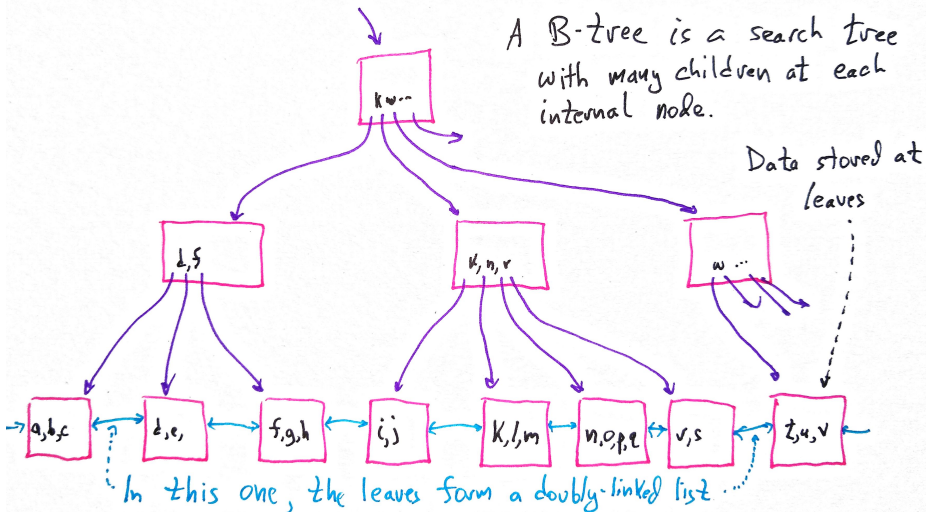 A B-tree is a search tree
with many children at each
internal node.
k w...
Data stored at
leaves
d,f
k, n, r
w ...
a,b,c
d,e,
f,g,h
i,j
k,l,m
n,o,p,q
r,s
t,u,v
In this one, the leaves form a doubly-linked list